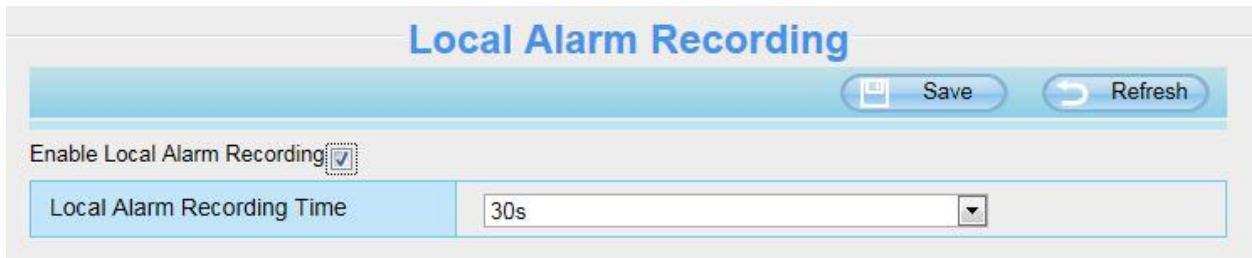 Local Alarm Recording
Save Refresh
Enable Local Alarm Recording
Local Alarm Recording Time 30s